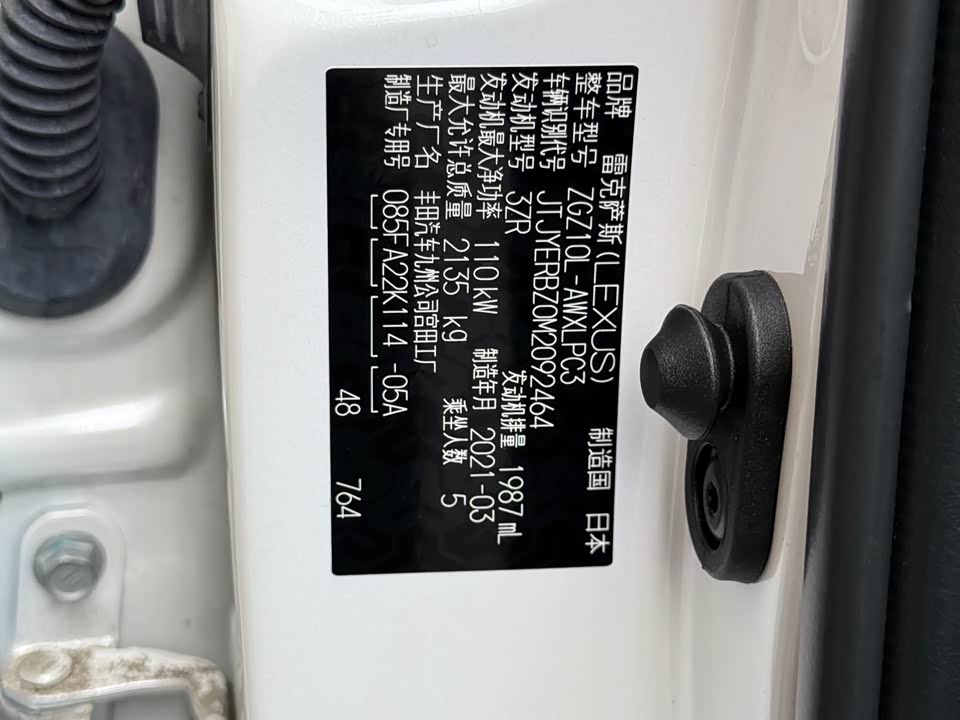 品牌 雷克萨斯(LEXUS) 制造国 日本
整车型号 ZGZ10L-AWXLPC3
车辆识别代号 JTJYERBZ0M2092464
发动机型号 3ZR 发动机排量 1987 mL
发动机最大净功率 110kW 制造年月 2021-03
最大允许总质量 2135 kg 乘坐人数 5
生产厂名 丰田汽车九州公司宫田工厂
制造厂专用号 085FA22K114 -05A
48 764